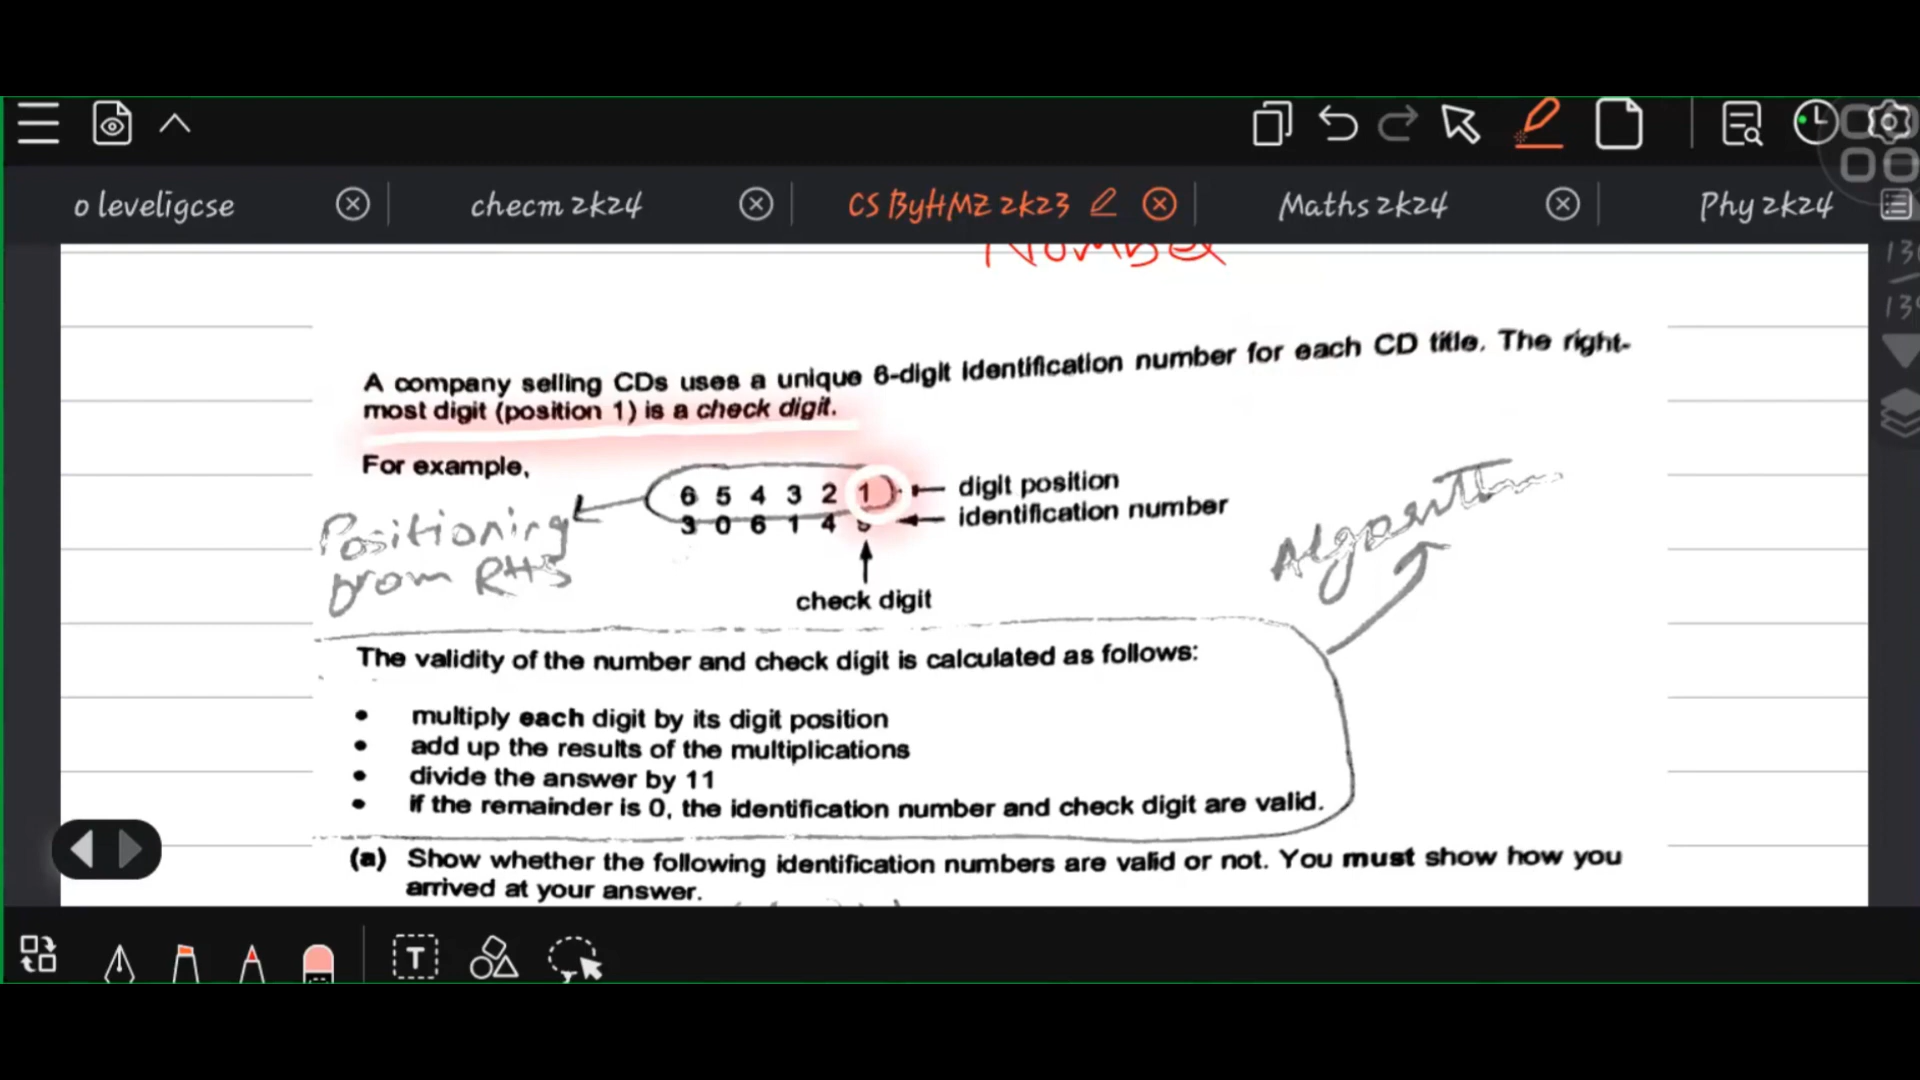 o leveligcse
checm 2k24
CS ByHMZ 2k23
Maths 2k24
Phy 2k24
Number
A company selling CDs uses a unique 6-digit identification number for each CD title. The right-
most digit (position 1) is a check digit.
For example,
6 5 4 3 2 1
digit position
3 0 6 1 4
identification number
Positioning
from RHS
check digit
Algorithm
The validity of the number and check digit is calculated as follows:
• multiply each digit by its digit position
• add up the results of the multiplications
• divide the answer by 11
• if the remainder is 0, the identification number and check digit are valid.
(a) Show whether the following identification numbers are valid or not. You must show how you
arrived at your answer.
T